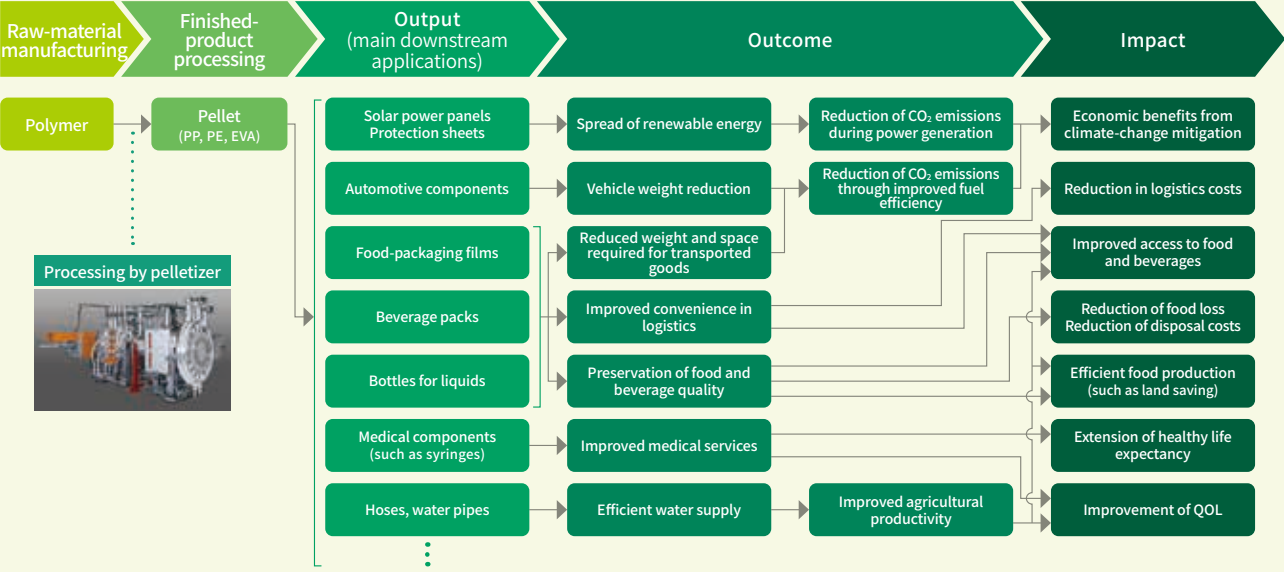 Raw-material
manufacturing
Finished-
product
processing
Output
(main downstream
applications)
Outcome
Impact
Polymer
Pellet
(PP, PE, EVA)
Processing by pelletizer
Solar power panels
Protection sheets
Spread of renewable energy
Reduction of CO₂ emissions
during power generation
Economic benefits from
climate-change mitigation
Automotive components
Vehicle weight reduction
Reduction of CO₂ emissions
through improved fuel
efficiency
Reduction in logistics costs
Food-packaging films
Reduced weight and space
required for transported
goods
Improved access to food
and beverages
Beverage packs
Improved convenience in
logistics
Reduction of food loss
Reduction of disposal costs
Bottles for liquids
Preservation of food and
beverage quality
Efficient food production
(such as land saving)
Medical components
(such as syringes)
Improved medical services
Extension of healthy life
expectancy
Hoses, water pipes
Efficient water supply
Improved agricultural
productivity
Improvement of QOL